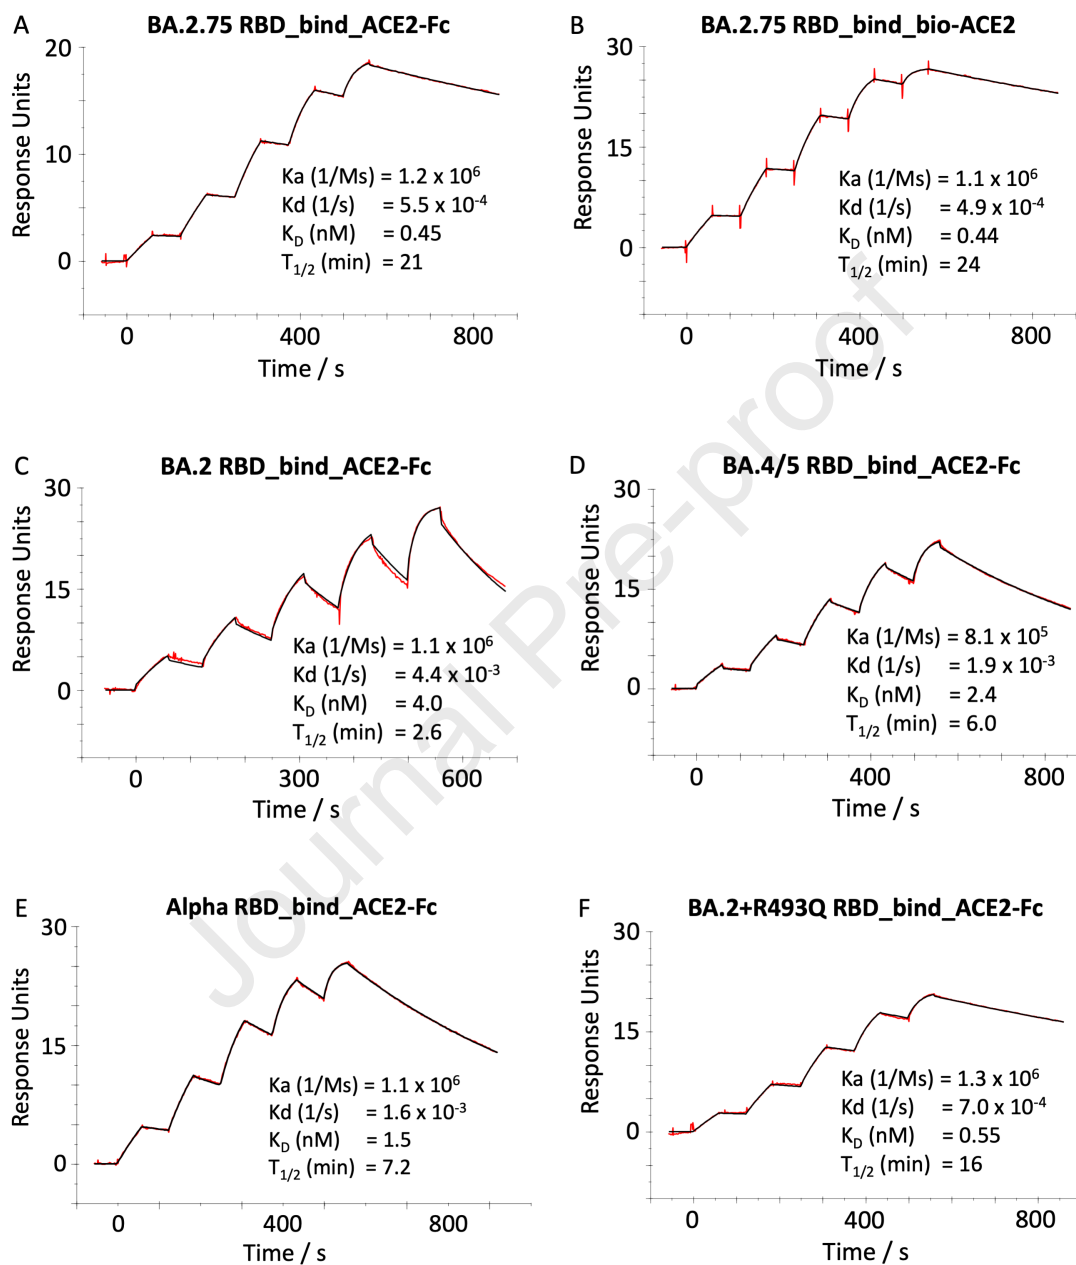 A
BA.2.75 RBD_bind_ACE2-Fc
Response Units
20
10
0
Ka (1/Ms) = 1.2 x 10⁶
Kd (1/s) = 5.5 x 10⁻⁴
K_D (nM) = 0.45
T_1/2 (min) = 21
0 400 800
Time / s
B
BA.2.75 RBD_bind_bio-ACE2
Response Units
30
15
0
Ka (1/Ms) = 1.1 x 10⁶
Kd (1/s) = 4.9 x 10⁻⁴
K_D (nM) = 0.44
T_1/2 (min) = 24
0 400 800
Time / s
C
BA.2 RBD_bind_ACE2-Fc
Response Units
30
15
0
Ka (1/Ms) = 1.1 x 10⁶
Kd (1/s) = 4.4 x 10⁻³
K_D (nM) = 4.0
T_1/2 (min) = 2.6
0 300 600
Time / s
D
BA.4/5 RBD_bind_ACE2-Fc
Response Units
30
15
0
Ka (1/Ms) = 8.1 x 10⁵
Kd (1/s) = 1.9 x 10⁻³
K_D (nM) = 2.4
T_1/2 (min) = 6.0
0 400 800
Time / s
E
Alpha RBD_bind_ACE2-Fc
Response Units
30
15
0
Ka (1/Ms) = 1.1 x 10⁶
Kd (1/s) = 1.6 x 10⁻³
K_D (nM) = 1.5
T_1/2 (min) = 7.2
0 400 800
Time / s
F
BA.2+R493Q RBD_bind_ACE2-Fc
Response Units
30
15
0
Ka (1/Ms) = 1.3 x 10⁶
Kd (1/s) = 7.0 x 10⁻⁴
K_D (nM) = 0.55
T_1/2 (min) = 16
0 400 800
Time / s
Journal Pre-proof